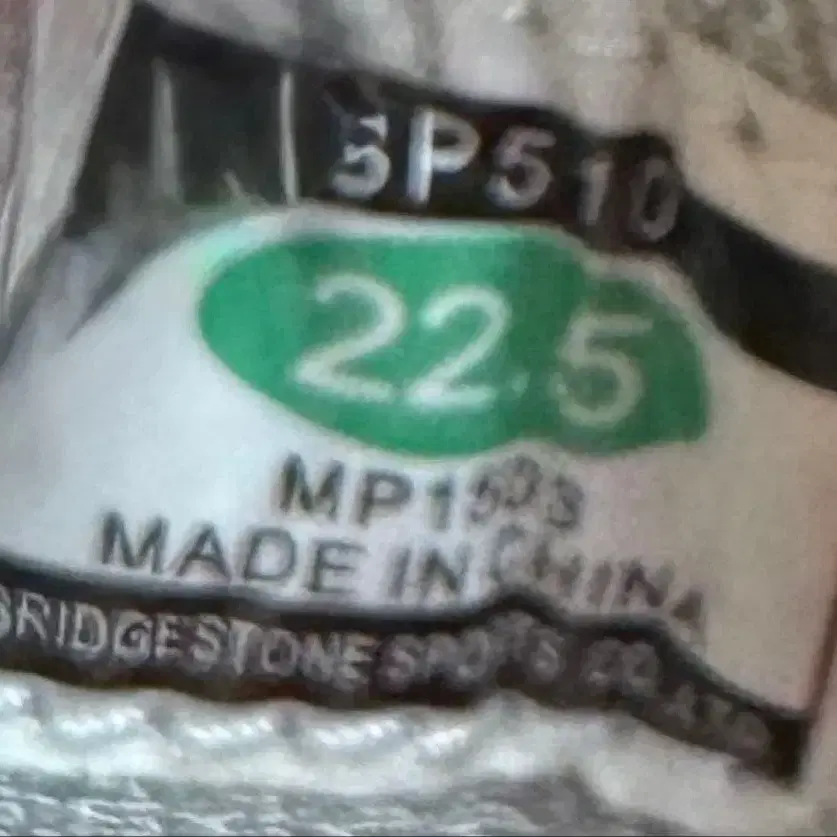 SP510
22.5
MP1533
MADE IN CHINA
BRIDGESTONE SPORTS CO.,LTD